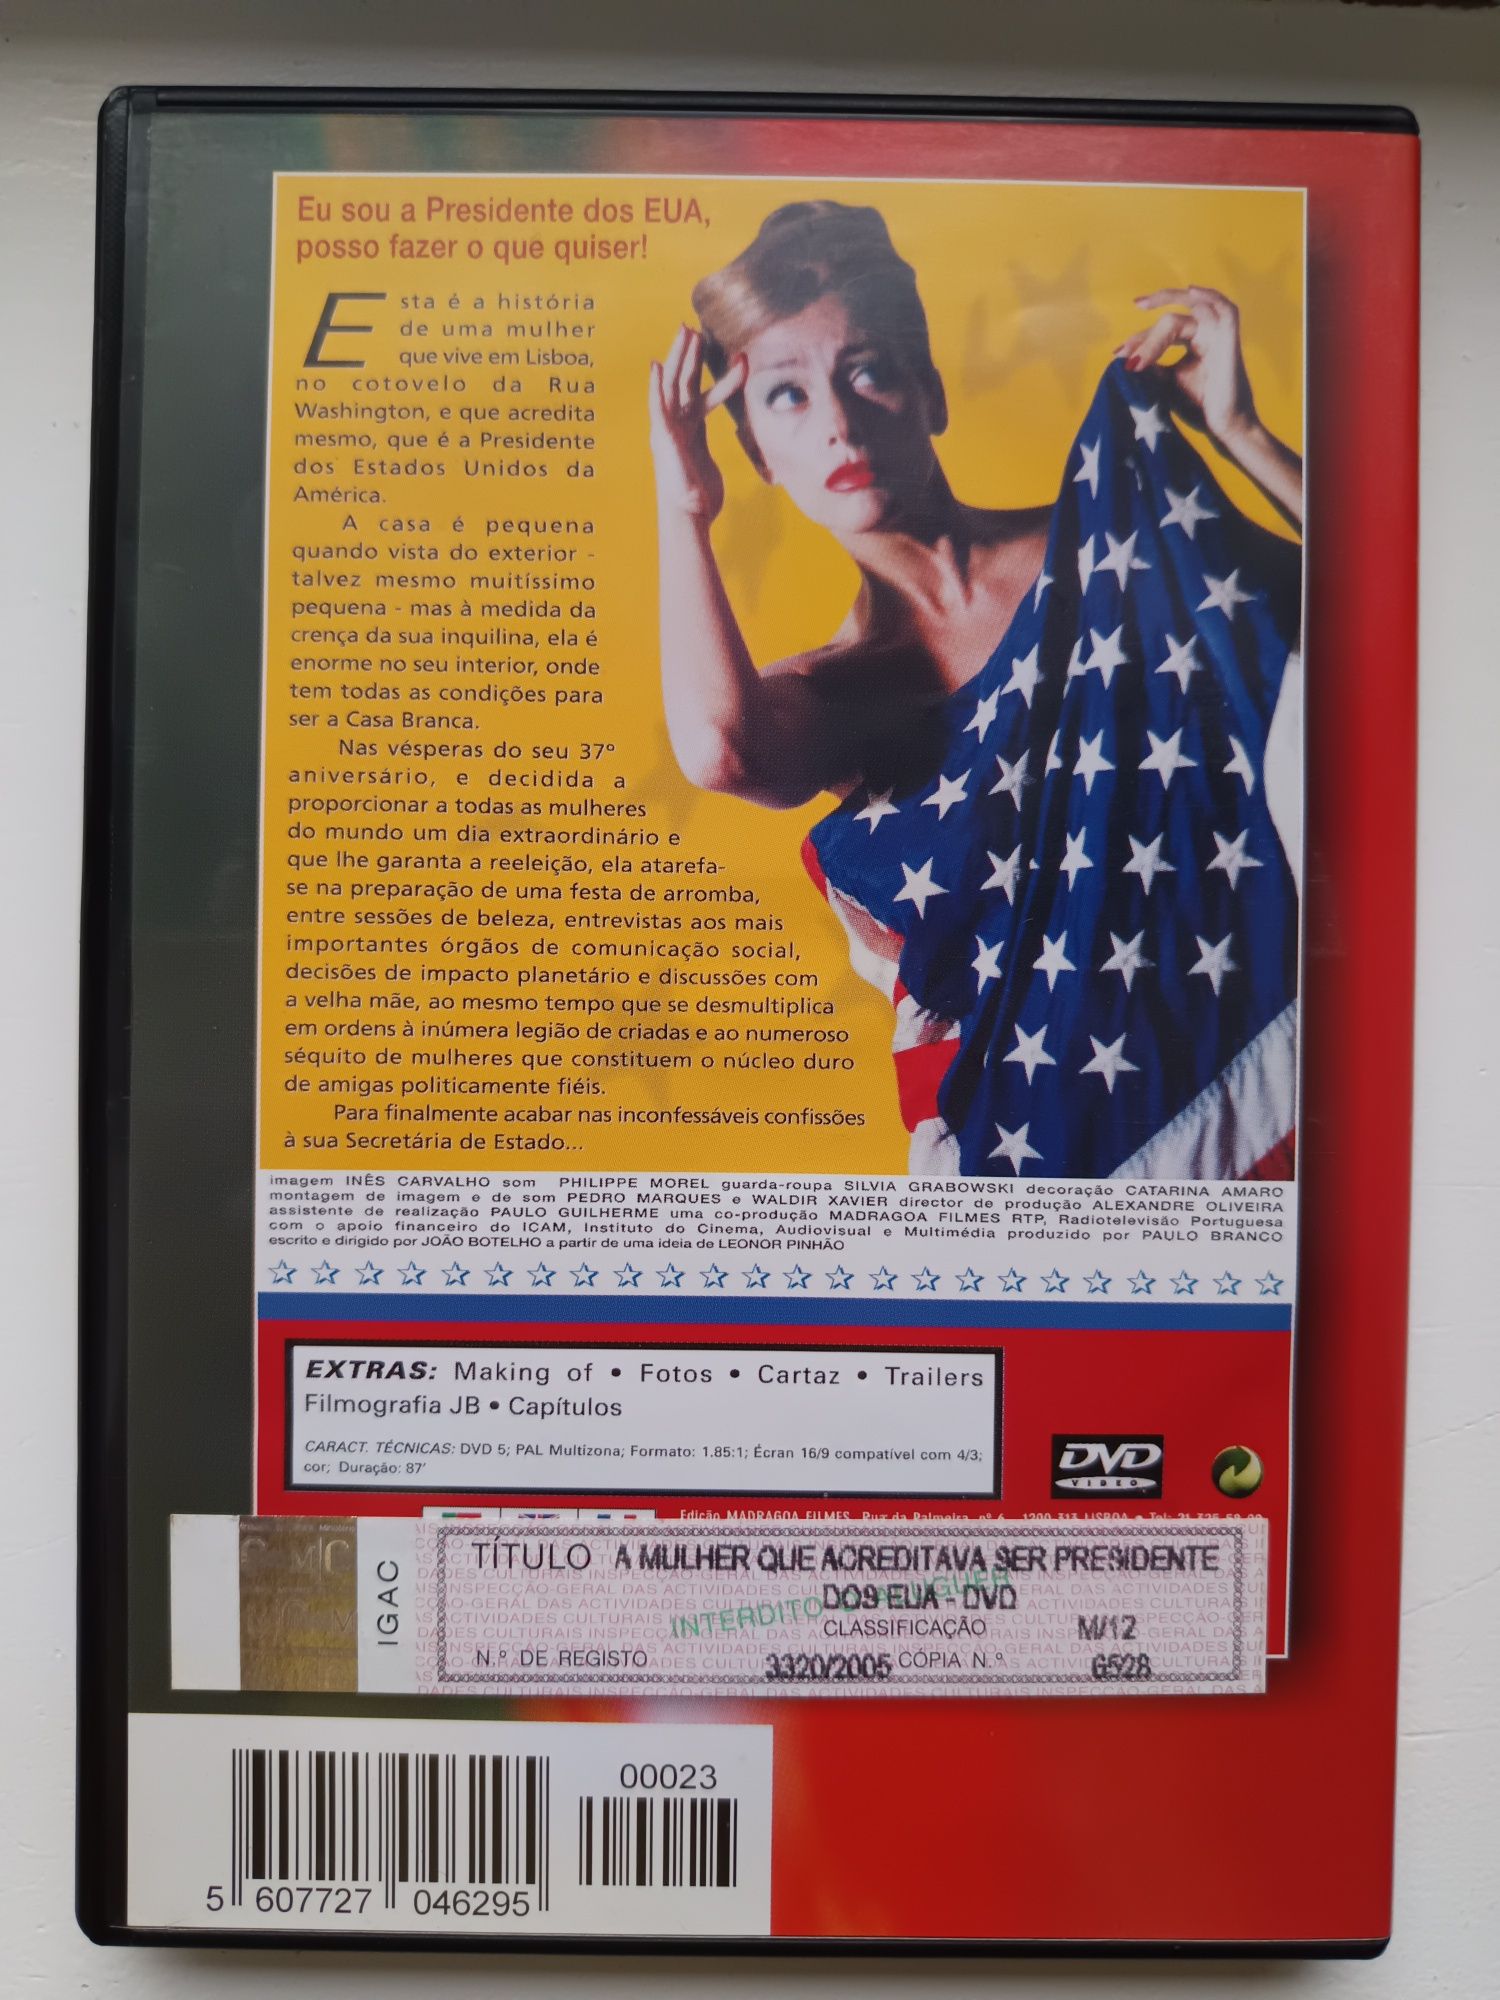 Eu sou a Presidente dos EUA,
posso fazer o que quiser!
Esta é a história
de uma mulher
que vive em Lisboa,
no cotovelo da Rua
Washington, e que acredita
mesmo, que é a Presidente
dos Estados Unidos da
América.
A casa é pequena
quando vista do exterior -
talvez mesmo muitíssimo
pequena - mas à medida da
crença da sua inquilina, ela é
enorme no seu interior, onde
tem todas as condições para
ser a Casa Branca.
Nas vésperas do seu 37º
aniversário, e decidida a
proporcionar a todas as mulheres
do mundo um dia extraordinário e
que lhe garanta a reeleição, ela atarefa-
se na preparação de uma festa de arromba,
entre sessões de beleza, entrevistas aos mais
importantes órgãos de comunicação social,
decisões de impacto planetário e discussões com
a velha mãe, ao mesmo tempo que se desmultiplica
em ordens à inúmera legião de criadas e ao numeroso
séquito de mulheres que constituem o núcleo duro
de amigas politicamente fiéis.
Para finalmente acabar nas inconfessáveis confissões
à sua Secretária de Estado...
imagem INÊS CARVALHO som PHILIPPE MOREL guarda-roupa SILVIA GRABOWSKI decoração CATARINA AMARO
montagem de imagem e de som PEDRO MARQUES e WALDIR XAVIER director de produção ALEXANDRE OLIVEIRA
assistente de realização PAULO GUILHERME uma co-produção MADRAGOA FILMES RTP, Radiotelevisão Portuguesa
com o apoio financeiro do ICAM, Instituto do Cinema, Audiovisual e Multimédia produzido por PAULO BRANCO
escrito e dirigido por JOÃO BOTELHO a partir de uma ideia de LEONOR PINHÃO
EXTRAS: Making of • Fotos • Cartaz • Trailers
Filmografia JB • Capítulos
CARACT. TÉCNICAS: DVD 5; PAL Multizona; Formato: 1.85:1; Écran 16/9 compatível com 4/3;
cor; Duração: 87'
DVD
VIDEO
Edição MADRAGOA FILMES, Rua da Palmeira, nº 6
IGAC
TÍTULO A MULHER QUE ACREDITAVA SER PRESIDENTE
DOS EUA - DVD
INTERDITO O ALUGUER
CLASSIFICAÇÃO M/12
N.º DE REGISTO 3320/2005 CÓPIA N.º 6528
00023
5 607727 046295